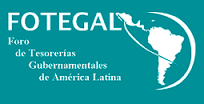 FOTEGAL
Foro
de Tesorerías
Gubernamentales
de América Latina